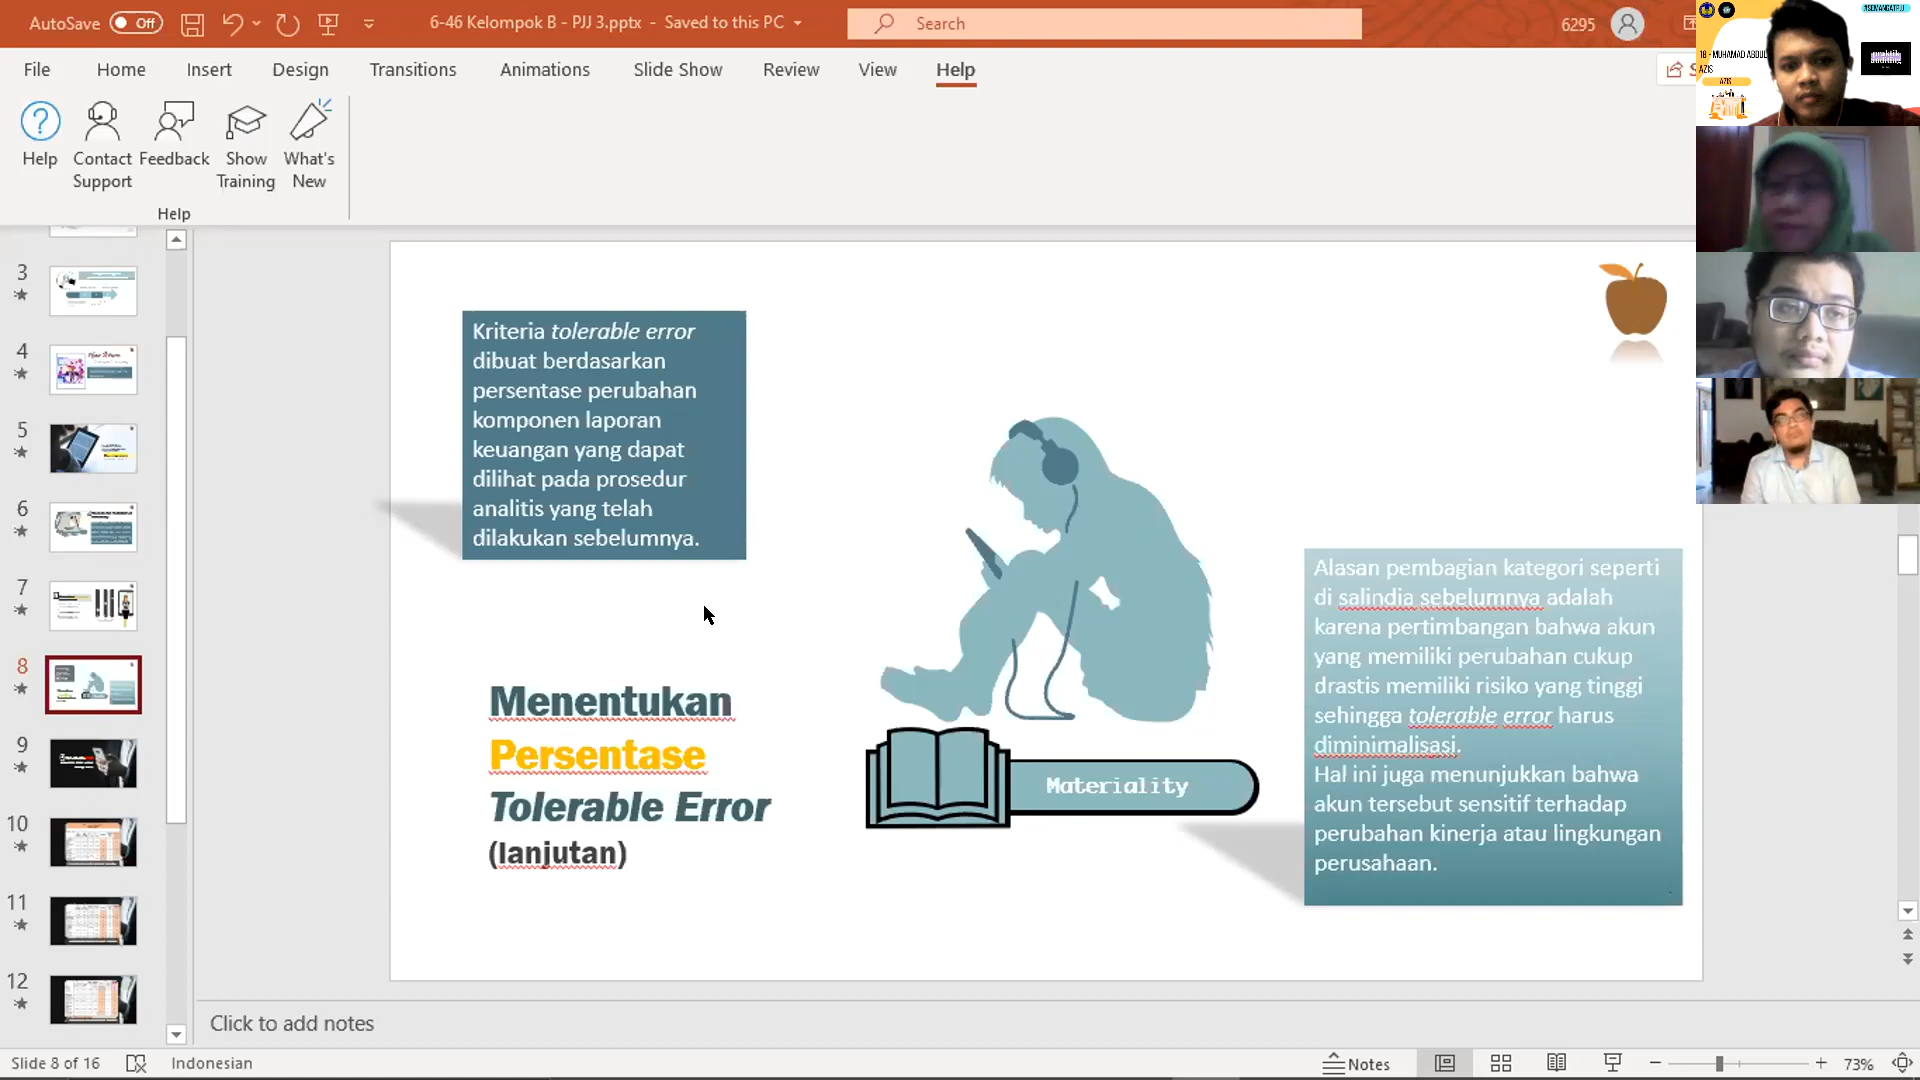 AutoSave Off
6-46 Kelompok B - PJJ 3.pptx - Saved to this PC
Search
6295
File Home Insert Design Transitions Animations Slide Show Review View Help
Help
Contact Support
Feedback
Show Training
What's New
Help
#SEMANGATPJJ
18 - MUHAMAD ABDUL
AZIS
AZIS
3
4
5
6
7
8
9
10
11
12
Kriteria tolerable error
dibuat berdasarkan
persentase perubahan
komponen laporan
keuangan yang dapat
dilihat pada prosedur
analitis yang telah
dilakukan sebelumnya.
Menentukan
Persentase
Tolerable Error
(lanjutan)
Materiality
Alasan pembagian kategori seperti
di salindia sebelumnya adalah
karena pertimbangan bahwa akun
yang memiliki perubahan cukup
drastis memiliki risiko yang tinggi
sehingga tolerable error harus
diminimalisasi.
Hal ini juga menunjukkan bahwa
akun tersebut sensitif terhadap
perubahan kinerja atau lingkungan
perusahaan.
Click to add notes
Slide 8 of 16 Indonesian
Notes
73%